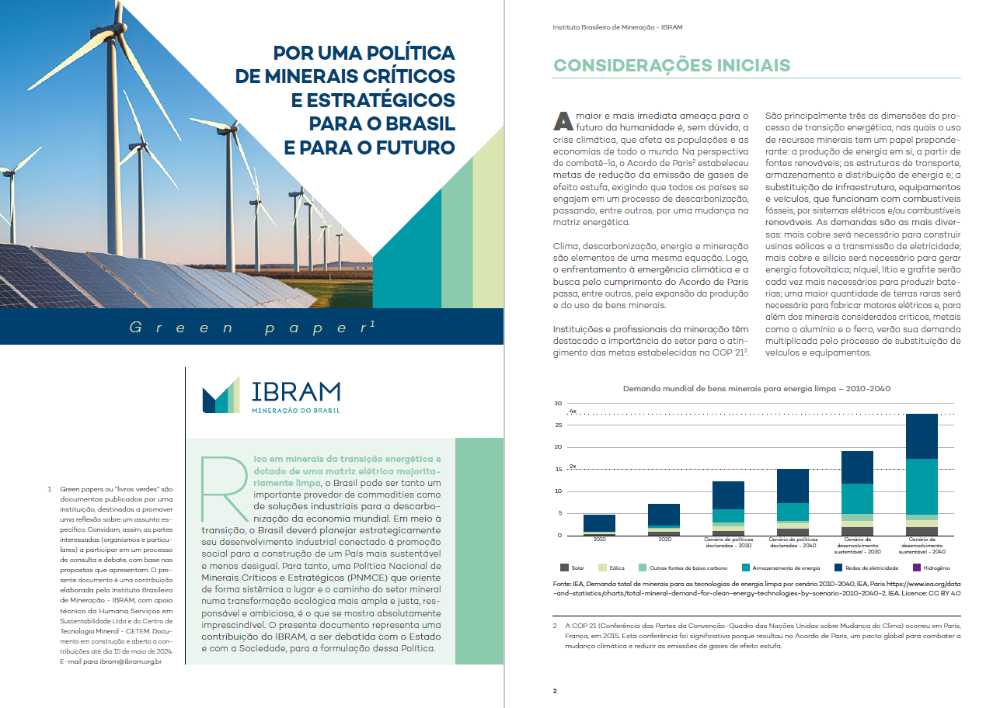 POR UMA POLÍTICA
DE MINERAIS CRÍTICOS
E ESTRATÉGICOS
PARA O BRASIL
E PARA O FUTURO
Green paper¹
IBRAM
MINERAÇÃO DO BRASIL
Rico em minerais da transição energética e
dotado de uma matriz elétrica majorita-
riamente limpa, o Brasil pode ser tanto um
importante provedor de commodities como
de soluções industriais para a descarbo-
nização da economia mundial. Em meio à
transição, o Brasil deverá planejar estrategicamente
seu desenvolvimento industrial conectado à promoção
social para a construção de um País mais sustentável
e menos desigual. Para tanto, uma Política Nacional de
Minerais Críticos e Estratégicos (PNMCE) que oriente
de forma sistêmica o lugar e o caminho do setor mineral
numa transformação ecológica mais ampla e justa, res-
ponsável e ambiciosa, é o que se mostra absolutamente
imprescindível. O presente documento representa uma
contribuição do IBRAM, a ser debatida com o Estado
e com a Sociedade, para a formulação dessa Política.
1 Green papers ou "livros verdes" são
documentos publicados por uma
instituição, destinados a promover
uma reflexão sobre um assunto es-
pecífico. Convidam, assim, as partes
interessadas (organismos e particu-
lares) a participar em um processo
de consulta e debate, com base nas
propostas que apresentam. O pre-
sente documento é uma contribuição
elaborada pelo Instituto Brasileiro
de Mineração - IBRAM, com apoio
técnico da Humana Serviços em
Sustentabilidade Ltda e do Centro de
Tecnologia Mineral - CETEM. Docu-
mento em construção e aberto a con-
tribuições até dia 15 de maio de 2024.
E-mail para ibram@ibram.org.br
Instituto Brasileiro de Mineração - IBRAM
CONSIDERAÇÕES INICIAIS
A maior e mais imediata ameaça para o
futuro da humanidade é, sem dúvida, a
crise climática, que afeta as populações e as
economias de todo o mundo. Na perspectiva
de combatê-la, o Acordo de Paris² estabeleceu
metas de redução da emissão de gases de
efeito estufa, exigindo que todos os países se
engajem em um processo de descarbonização,
passando, entre outros, por uma mudança na
matriz energética.
Clima, descarbonização, energia e mineração
são elementos de uma mesma equação. Logo,
o enfrentamento à emergência climática e a
busca pelo cumprimento do Acordo de Paris
passa, entre outros, pela expansão da produção
e do uso de bens minerais.
Instituições e profissionais da mineração têm
destacado a importância do setor para o atin-
gimento das metas estabelecidas na COP 21².
São principalmente três as dimensões do pro-
cesso de transição energética, nas quais o uso
de recursos minerais tem um papel preponde-
rante: a produção de energia em si, a partir de
fontes renováveis; as estruturas de transporte,
armazenamento e distribuição de energia e; a
substituição de infraestrutura, equipamentos
e veículos, que funcionam com combustíveis
fósseis, por sistemas elétricos e/ou combustíveis
renováveis. As demandas são as mais diver-
sas: mais cobre será necessário para construir
usinas eólicas e a transmissão de eletricidade;
mais cobre e silício será necessário para gerar
energia fotovoltaica; níquel, lítio e grafite serão
cada vez mais necessários para produzir bate-
rias; uma maior quantidade de terras raras será
necessária para fabricar motores elétricos e, para
além dos minerais considerados críticos, metais
como o alumínio e o ferro, verão sua demanda
multiplicada pelo processo de substituição de
veículos e equipamentos.
Demanda mundial de bens minerais para energia limpa – 2010-2040
30
4x
25
20
2x
15
10
5
0
2010
2020
Cenário de políticas
declaradas - 2030
Cenário de políticas
declaradas - 2040
Cenário de
desenvolvimento
sustentável - 2030
Cenário de
desenvolvimento
sustentável - 2040
Solar Eólica Outras fontes de baixo carbono Armazenamento de energia Redes de eletricidade Hidrogênio
Fonte: IEA, Demanda total de minerais para as tecnologias de energia limpa por cenário 2010-2040, IEA, Paris https://www.iea.org/data
-and-statistics/charts/total-mineral-demand-for-clean-energy-technologies-by-scenario-2010-2040-2, IEA. Licence: CC BY 4.0
2 A COP 21 (Conferência das Partes da Convenção-Quadro das Nações Unidas sobre Mudança do Clima) ocorreu em Paris,
França, em 2015. Esta conferência foi significativa porque resultou no Acordo de Paris, um pacto global para combater a
mudança climática e reduzir as emissões de gases de efeito estufa.
2